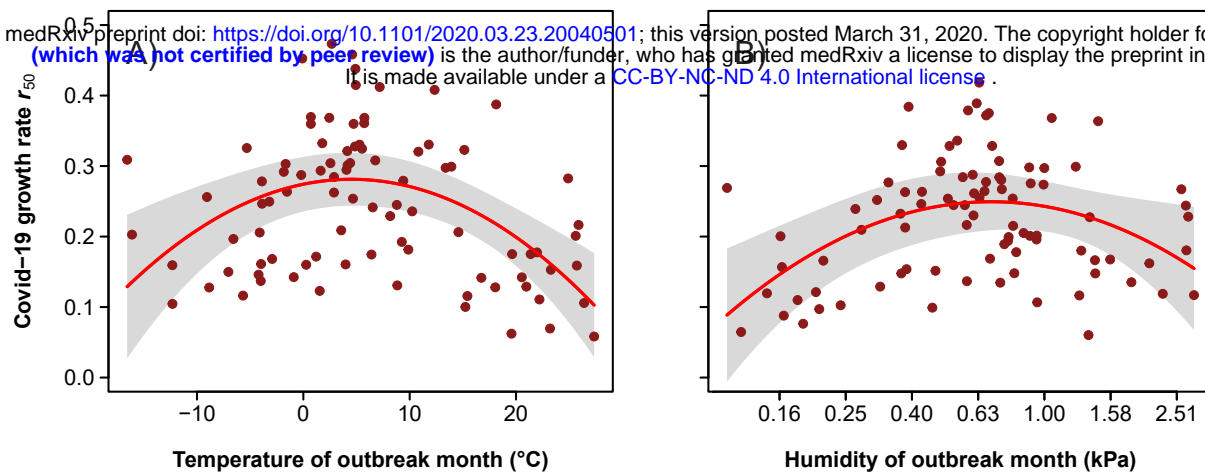 medRxiv preprint doi: https://doi.org/10.1101/2020.03.23.20040501; this version posted March 31, 2020. The copyright holder fo
(which was not certified by peer review) is the author/funder, who has granted medRxiv a license to display the preprint in
It is made available under a CC-BY-NC-ND 4.0 International license .
A)
B)
Covid−19 growth rate r50
0.5
0.4
0.3
0.2
0.1
0.0
−10 0 10 20
0.16 0.25 0.40 0.63 1.00 1.58 2.51
Temperature of outbreak month (°C)
Humidity of outbreak month (kPa)